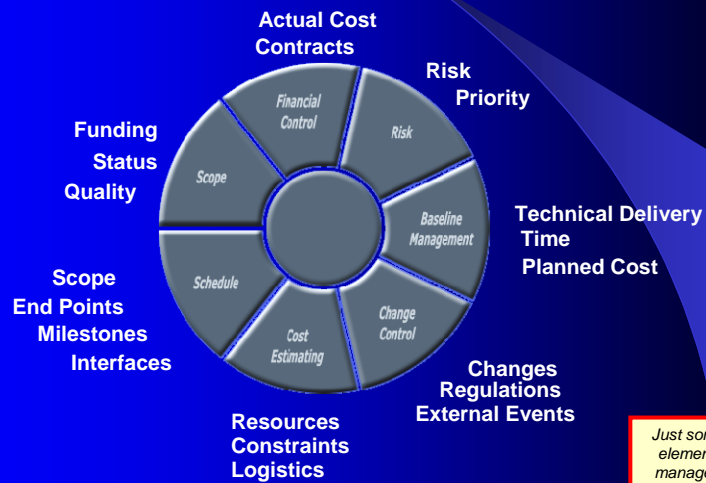 Actual Cost
Contracts
Risk
Priority
Financial
Control
Risk
Funding
Status
Quality
Scope
Baseline
Management
Technical Delivery
Time
Planned Cost
Scope
End Points
Milestones
Interfaces
Schedule
Cost
Estimating
Change
Control
Changes
Regulations
External Events
Resources
Constraints
Logistics
Just